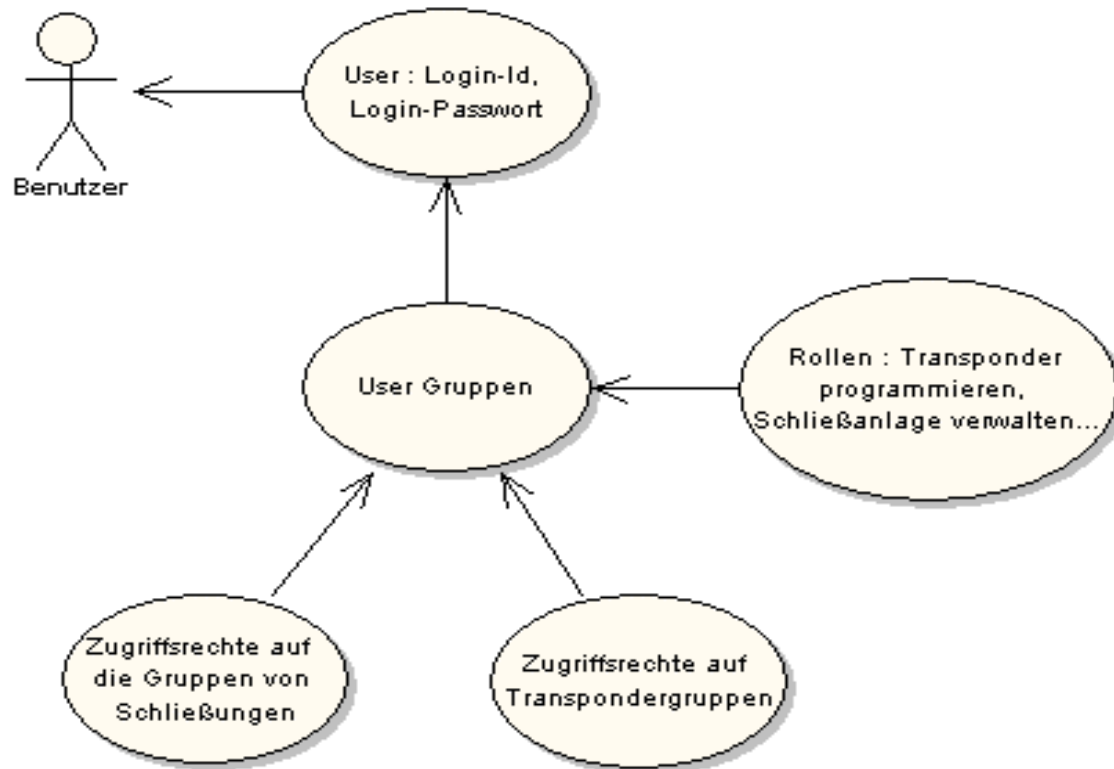 User : Login-Id,
Login-Passwort
Benutzer
User Gruppen
Rollen : Transponder
programmieren,
Schließanlage verwalten...
Zugriffsrechte auf
die Gruppen von
Schließungen
Zugriffsrechte auf
Transpondergruppen